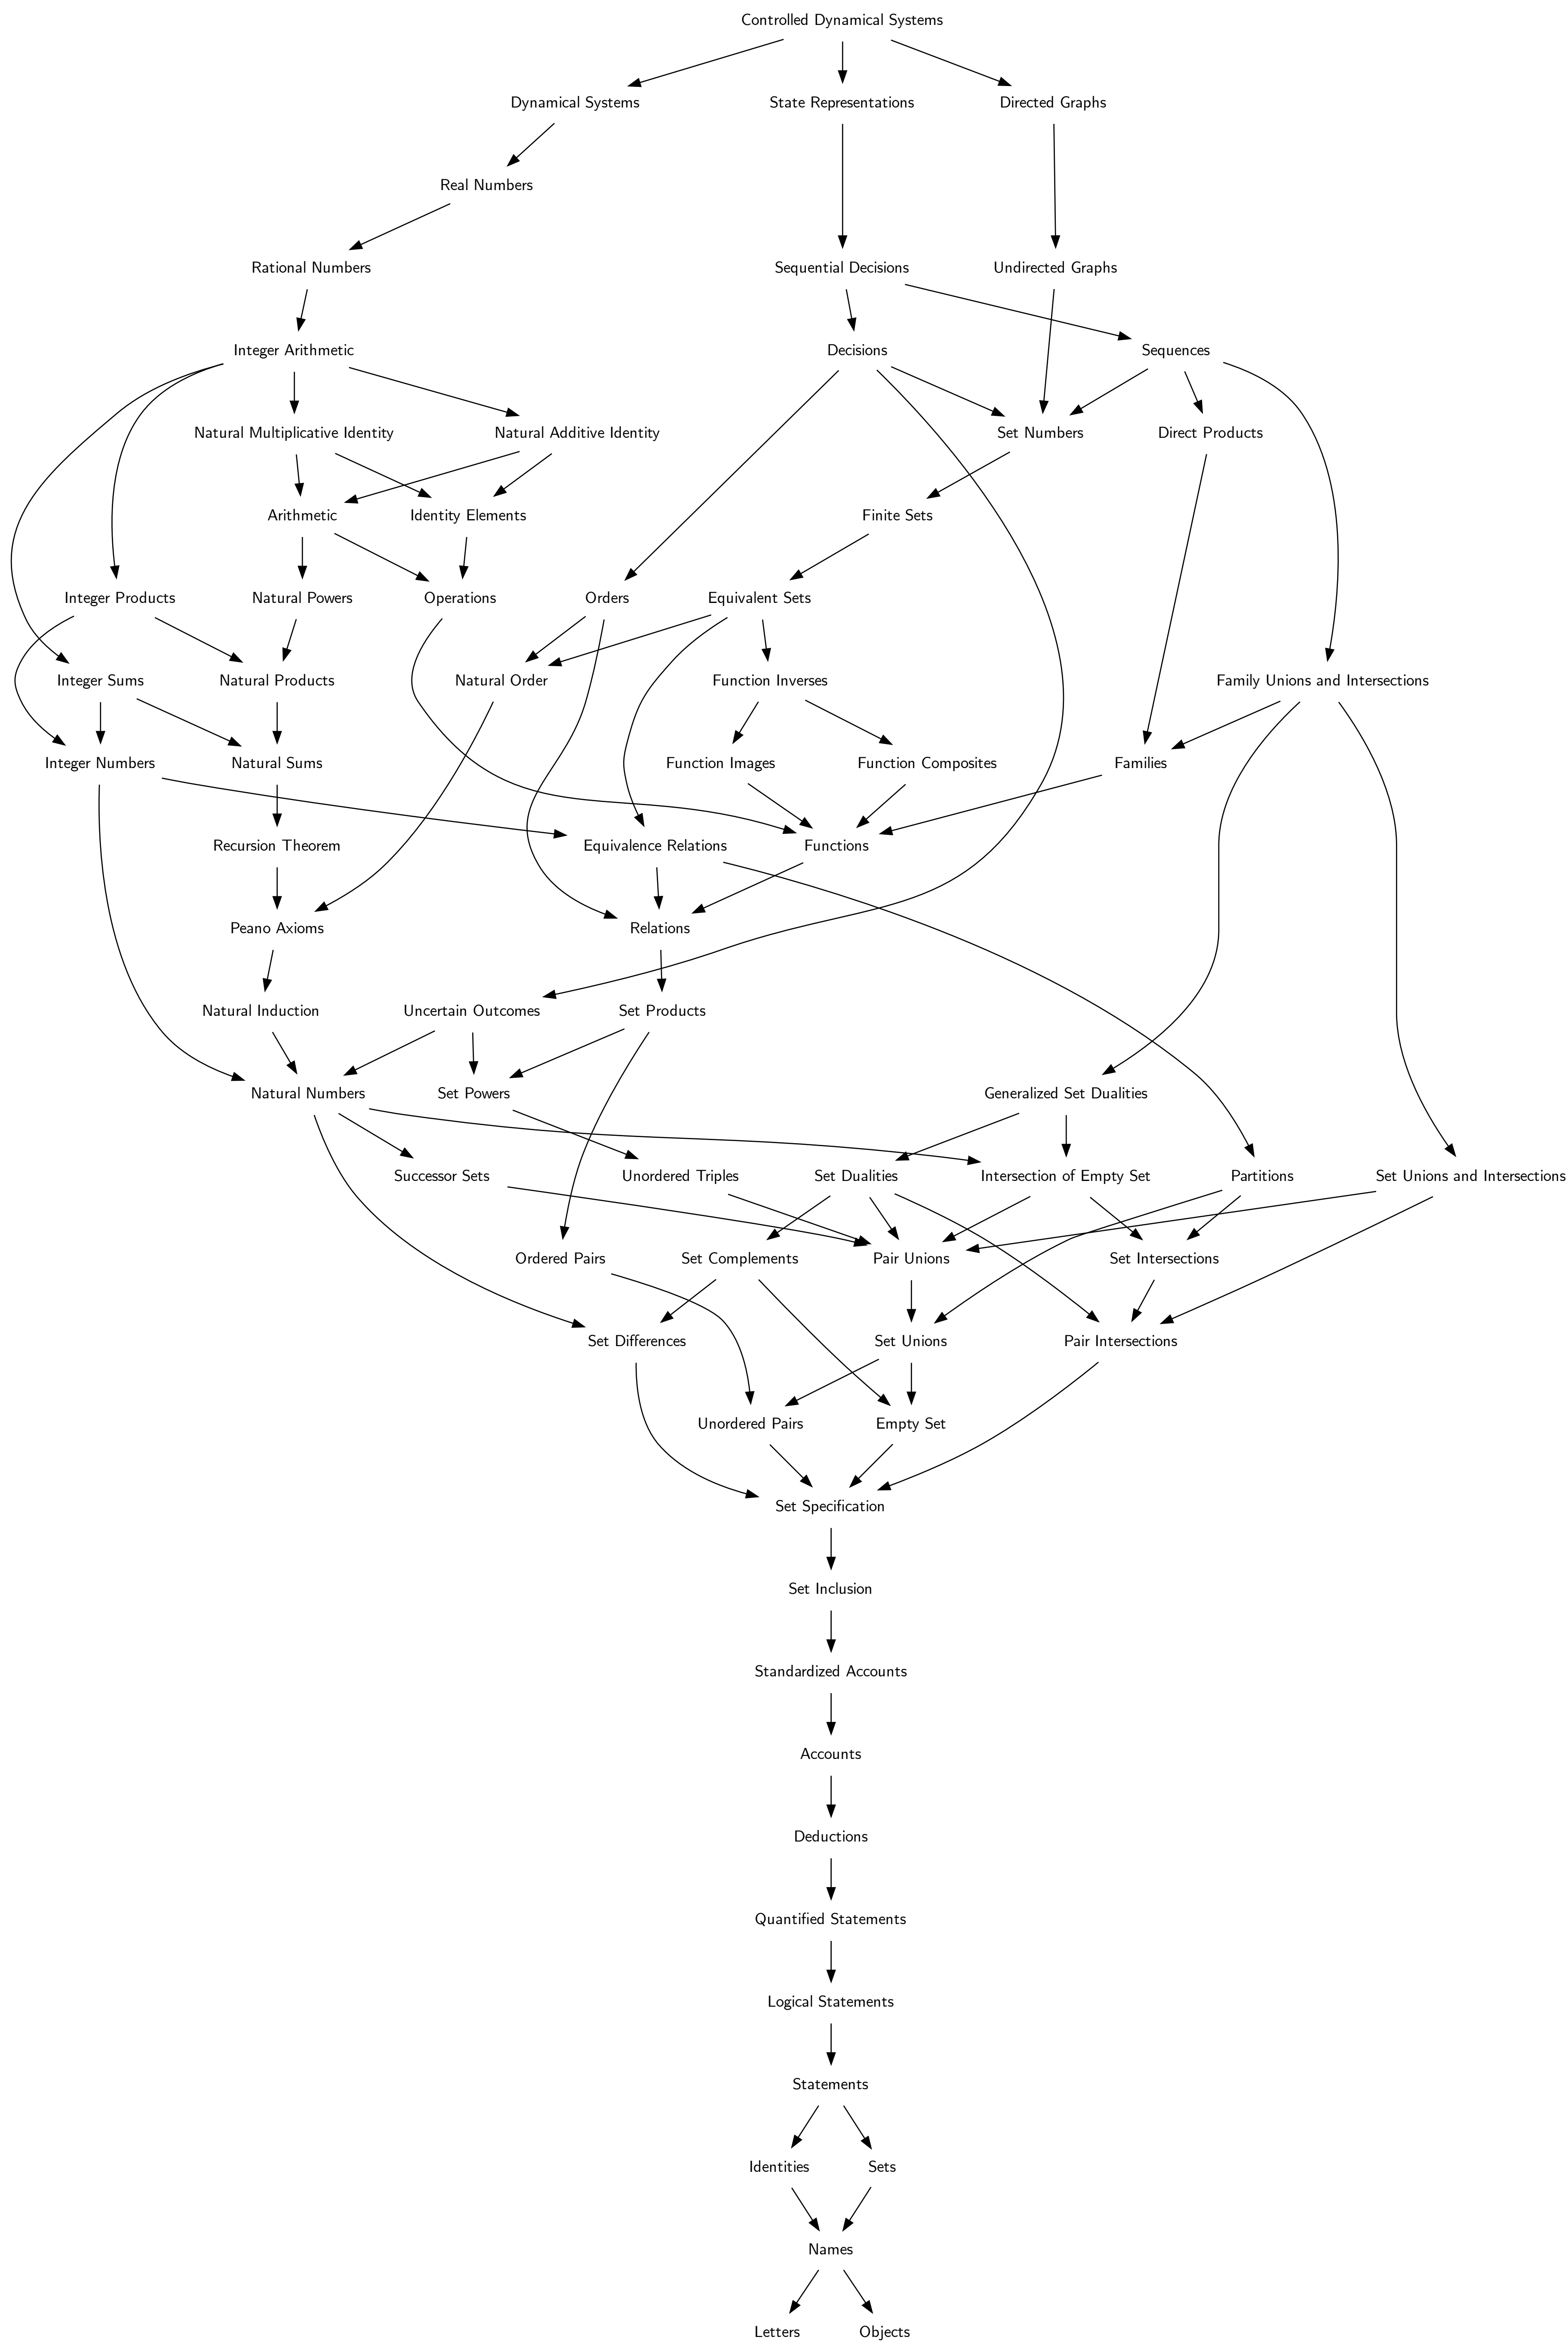 Controlled Dynamical Systems
Dynamical Systems
State Representations
Directed Graphs
Real Numbers
Rational Numbers
Sequential Decisions
Undirected Graphs
Integer Arithmetic
Decisions
Sequences
Natural Multiplicative Identity
Natural Additive Identity
Set Numbers
Direct Products
Arithmetic
Identity Elements
Finite Sets
Integer Products
Natural Powers
Operations
Orders
Equivalent Sets
Integer Sums
Natural Products
Natural Order
Function Inverses
Family Unions and Intersections
Integer Numbers
Natural Sums
Function Images
Function Composites
Families
Recursion Theorem
Equivalence Relations
Functions
Peano Axioms
Relations
Natural Induction
Uncertain Outcomes
Set Products
Natural Numbers
Set Powers
Generalized Set Dualities
Successor Sets
Unordered Triples
Set Dualities
Intersection of Empty Set
Partitions
Set Unions and Intersections
Ordered Pairs
Set Complements
Pair Unions
Set Intersections
Set Differences
Set Unions
Pair Intersections
Unordered Pairs
Empty Set
Set Specification
Set Inclusion
Standardized Accounts
Accounts
Deductions
Quantified Statements
Logical Statements
Statements
Identities
Sets
Names
Letters
Objects